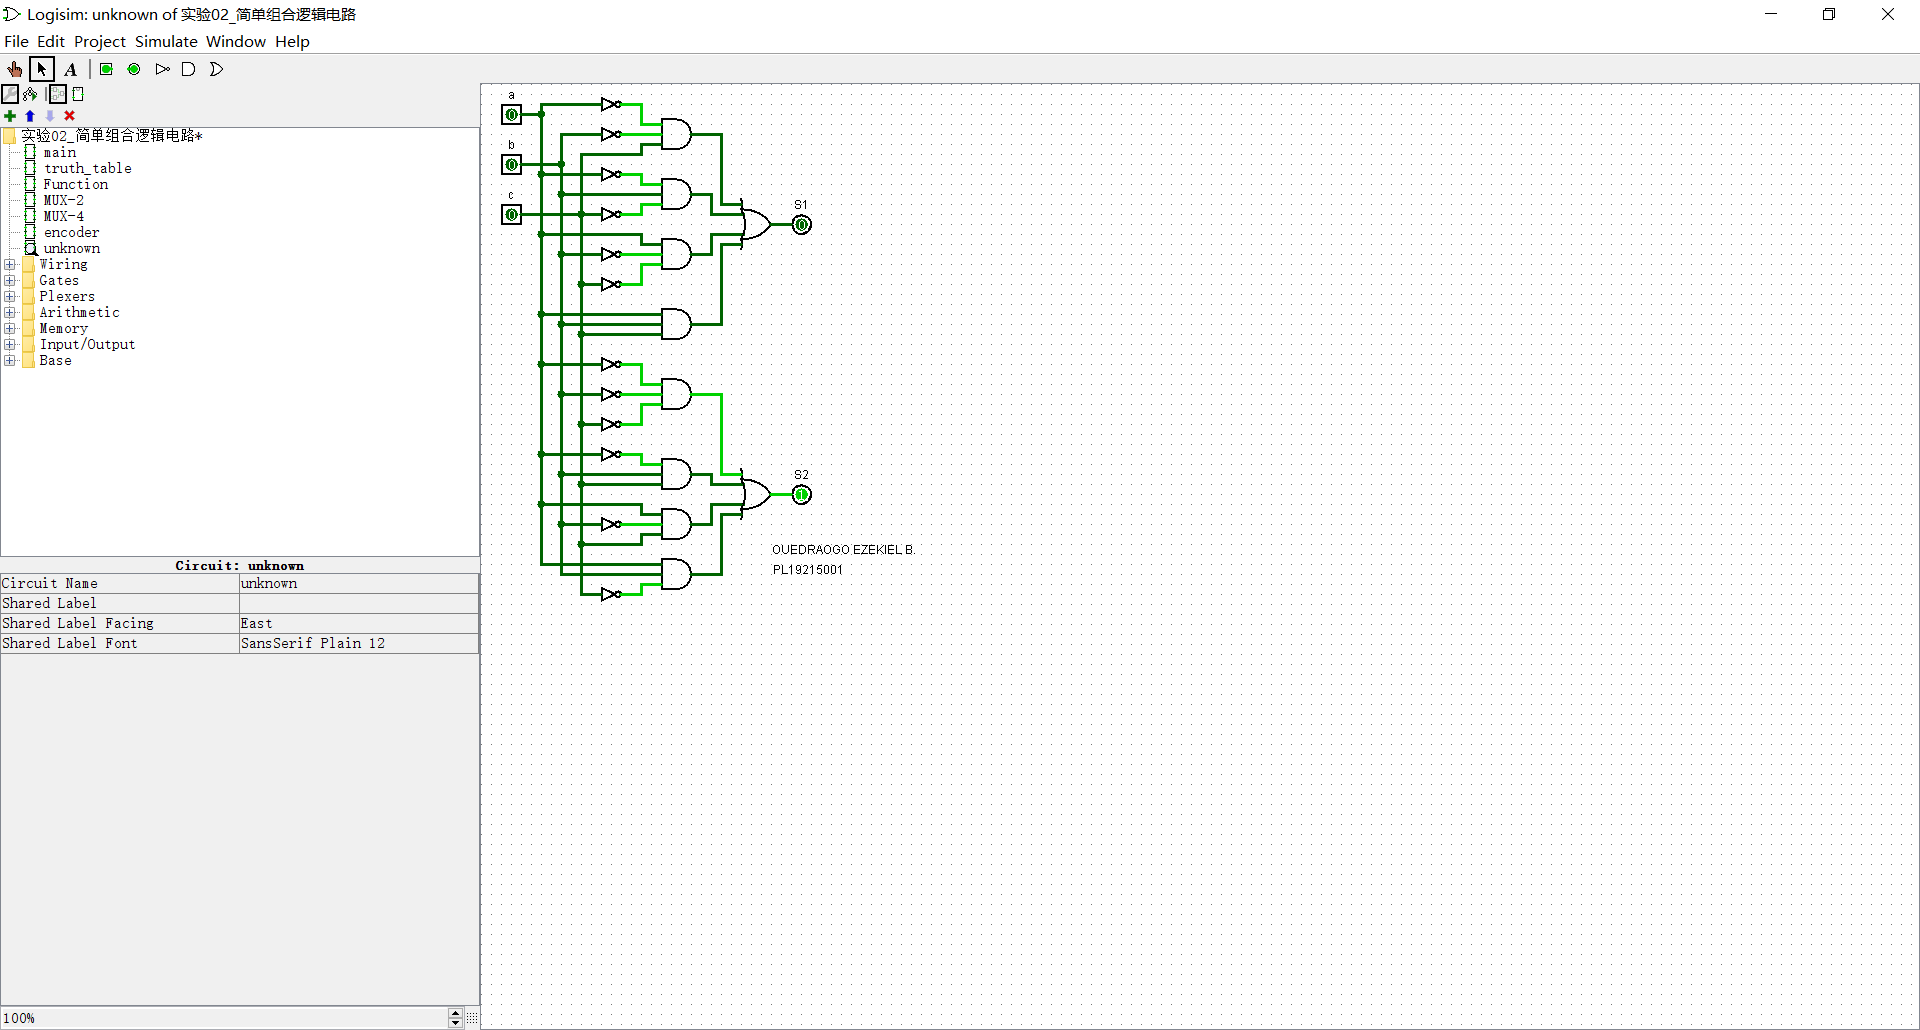 Logisim: unknown of 实验02_简单组合逻辑电路
File Edit Project Simulate Window Help
A
实验02_简单组合逻辑电路*
main
truth_table
Function
MUX-2
MUX-4
encoder
unknown
Wiring
Gates
Plexers
Arithmetic
Memory
Input/Output
Base
Circuit: unknown
Circuit Name unknown
Shared Label
Shared Label Facing East
Shared Label Font SansSerif Plain 12
100%
a
0
b
0
c
0
S1
0
S2
1
OUEDRAOGO EZEKIEL B.
PL19215001